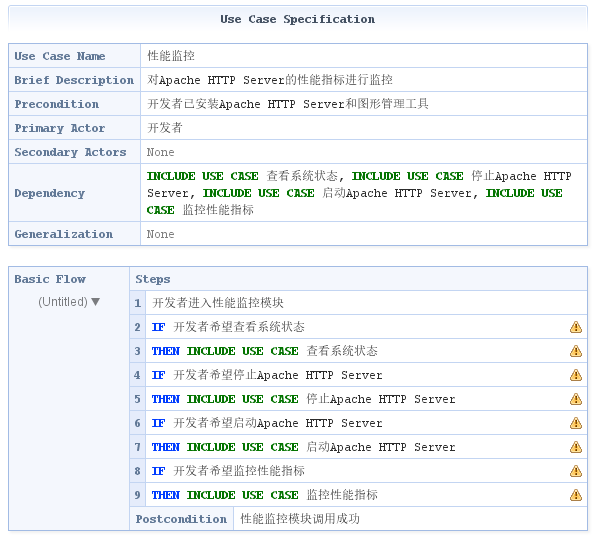 Use Case Specification
Use Case Name 性能监控
Brief Description 对Apache HTTP Server的性能指标进行监控
Precondition 开发者已安装Apache HTTP Server和图形管理工具
Primary Actor 开发者
Secondary Actors None
Dependency INCLUDE USE CASE 查看系统状态, INCLUDE USE CASE 停止Apache HTTP
Server, INCLUDE USE CASE 启动Apache HTTP Server, INCLUDE USE
CASE 监控性能指标
Generalization None
Basic Flow Steps
(Untitled) ▼
1 开发者进入性能监控模块
2 IF 开发者希望查看系统状态
3 THEN INCLUDE USE CASE 查看系统状态
4 IF 开发者希望停止Apache HTTP Server
5 THEN INCLUDE USE CASE 停止Apache HTTP Server
6 IF 开发者希望启动Apache HTTP Server
7 THEN INCLUDE USE CASE 启动Apache HTTP Server
8 IF 开发者希望监控性能指标
9 THEN INCLUDE USE CASE 监控性能指标
Postcondition 性能监控模块调用成功